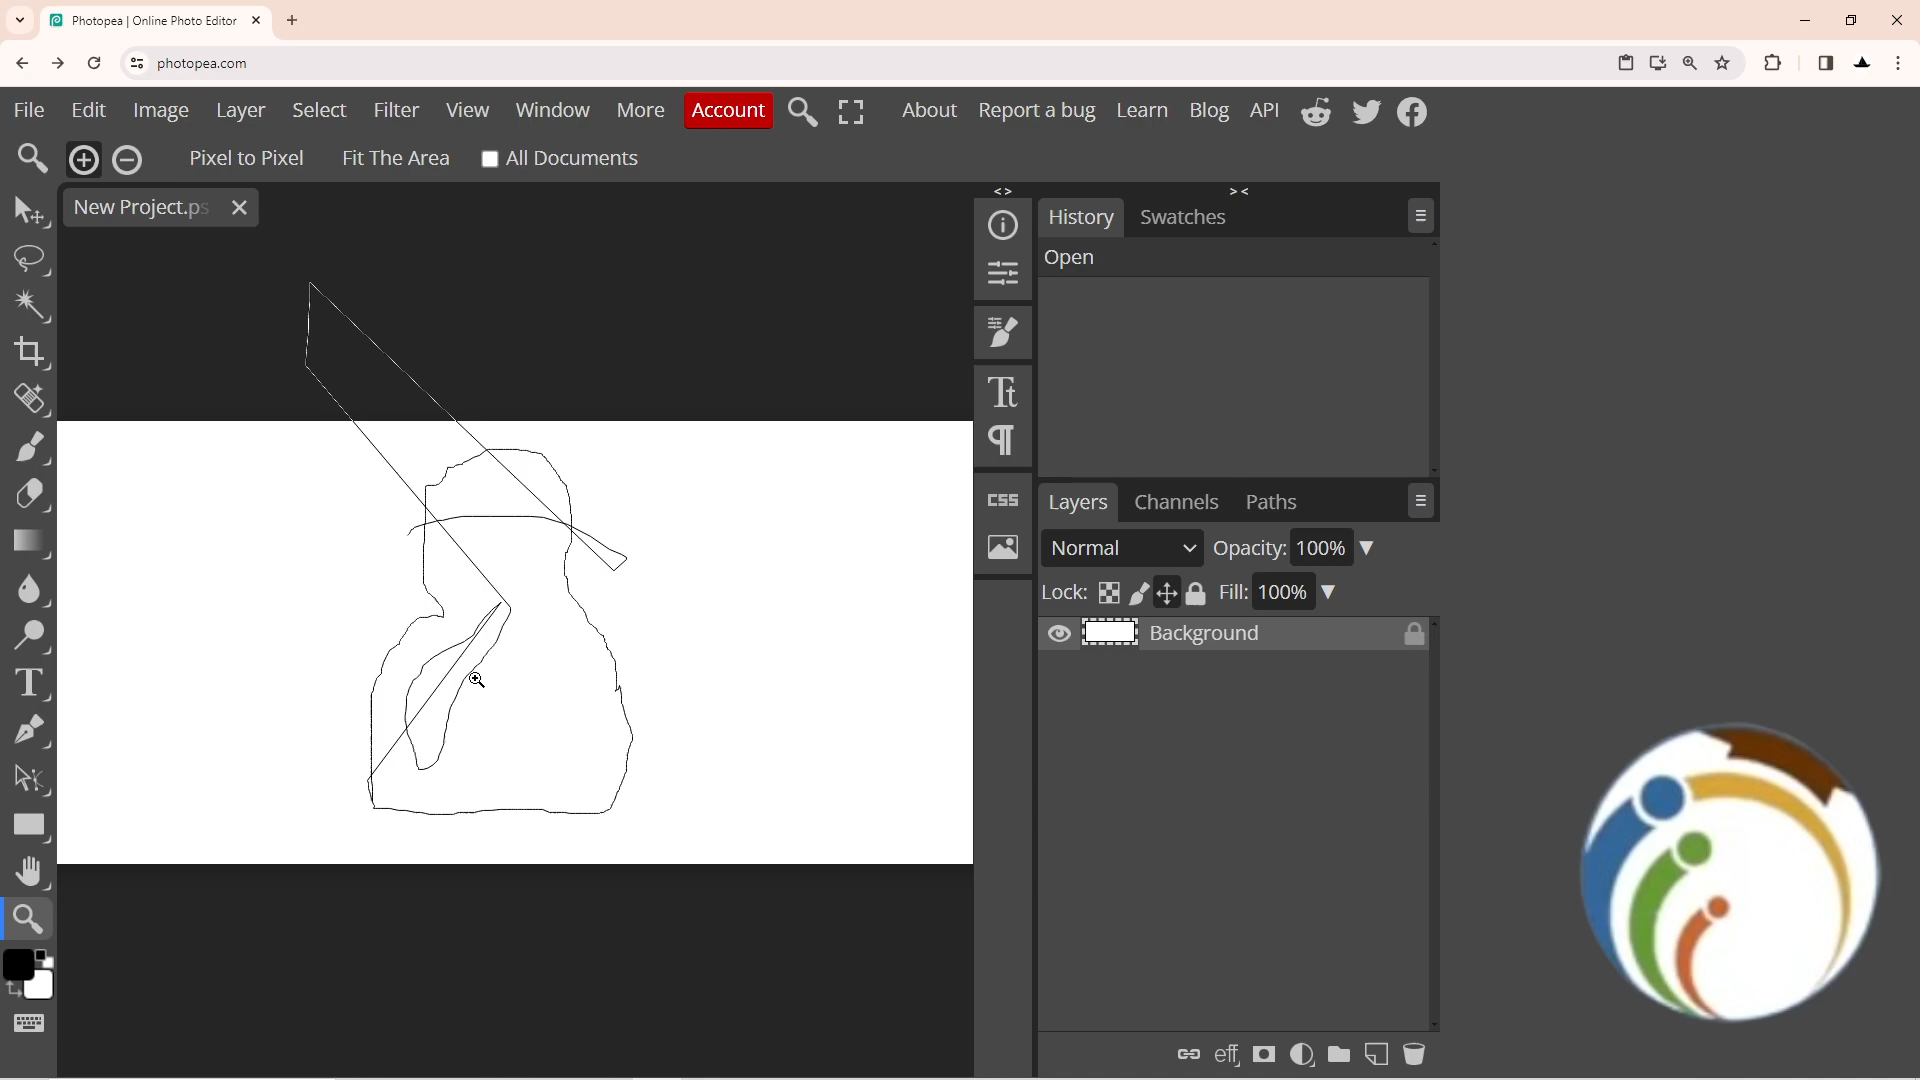 Photopea | Online Photo Editor
photopea.com
File Edit Image Layer Select Filter View Window More Account About Report a bug Learn Blog API
Pixel to Pixel Fit The Area All Documents
New Project.ps
> <
< >
History Swatches
Open
Tt
CSS
Layers Channels Paths
Normal Opacity: 100%
Lock: Fill: 100%
Background
T
eff